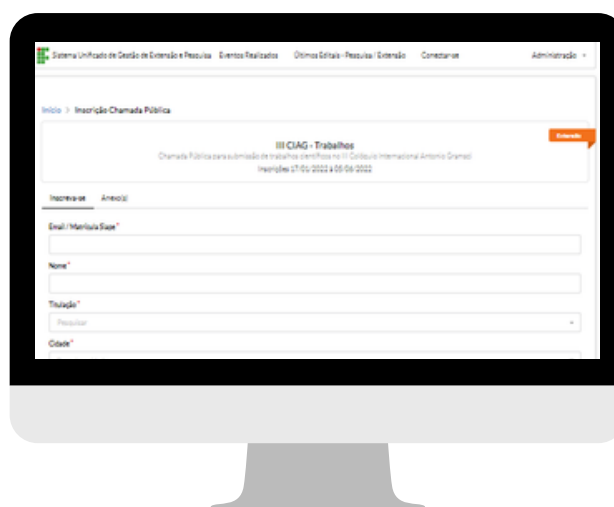 Sistema Unificado de Gestão de Extensão e Pesquisa Eventos Realizados Últimos Editais - Pesquisa / Extensão Conectar-se Administração
Início > Inscrição Chamada Pública
Extensão
III CIAG - Trabalhos
Chamada Pública para submissão de trabalhos científicos no III Colóquio Internacional Antonio Gramsci
Inscrições 17/01/2022 à 05/06/2022
Inscreva-se Anexo(s)
Email / Matrícula Siape *
Nome *
Titulação *
Pesquisar
Cidade *